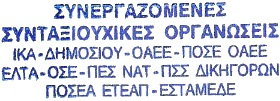 ΣΥΝΕΡΓΑΖΟΜΕΝΕΣ
ΣΥΝΤΑΞΙΟΥΧΙΚΕΣ ΟΡΓΑΝΩΣΕΙΣ
ΙΚΑ-ΔΗΜΟΣΙΟΥ-ΟΑΕΕ-ΠΟΣΕ ΟΑΕΕ
ΕΛΤΑ-ΟΣΕ-ΠΕΣ ΝΑΤ-ΠΣΣ ΔΙΚΗΓΟΡΩΝ
ΠΟΣΕΑ ΕΤΕΑΠ-ΕΣΤΑΜΕΔΕ